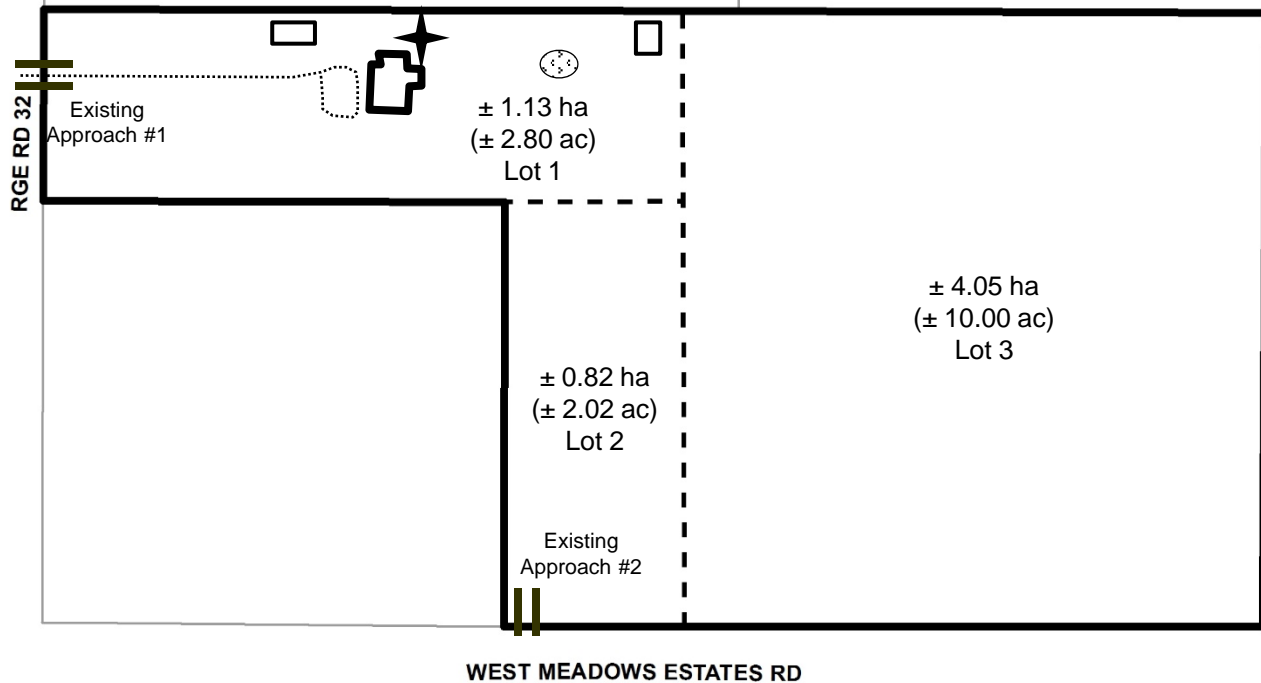 RGE RD 32
Existing
Approach #1
± 1.13 ha
(± 2.80 ac)
Lot 1
± 4.05 ha
(± 10.00 ac)
Lot 3
± 0.82 ha
(± 2.02 ac)
Lot 2
Existing
Approach #2
WEST MEADOWS ESTATES RD